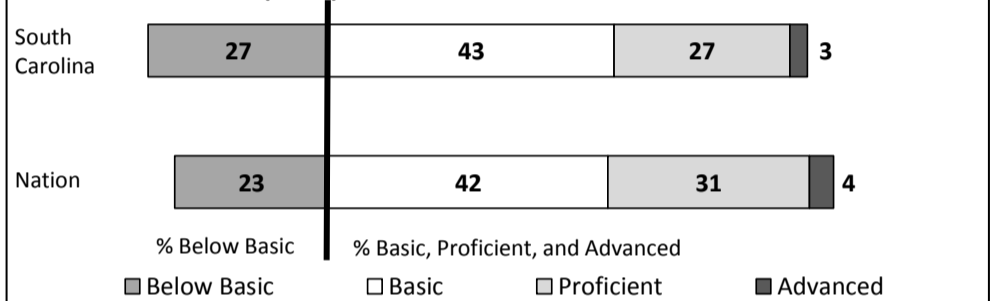 South
Carolina
27 43 27 3
Nation
23 42 31 4
% Below Basic % Basic, Proficient, and Advanced
Below Basic Basic Proficient Advanced